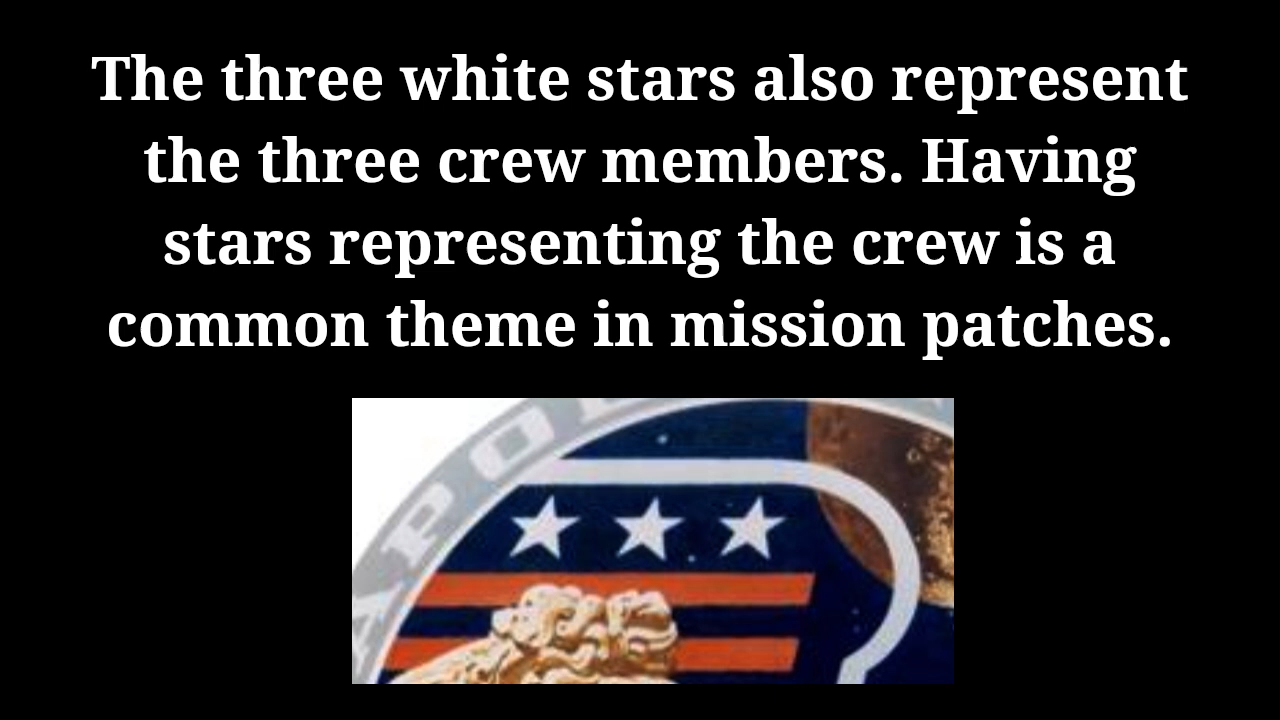 The three white stars also represent
the three crew members. Having
stars representing the crew is a
common theme in mission patches.
APO